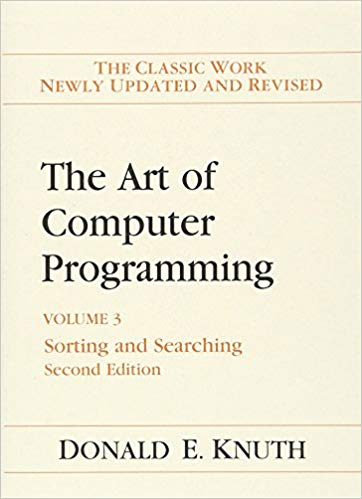 THE CLASSIC WORK
NEWLY UPDATED AND REVISED
The Art of
Computer
Programming
VOLUME 3
Sorting and Searching
Second Edition
DONALD E. KNUTH